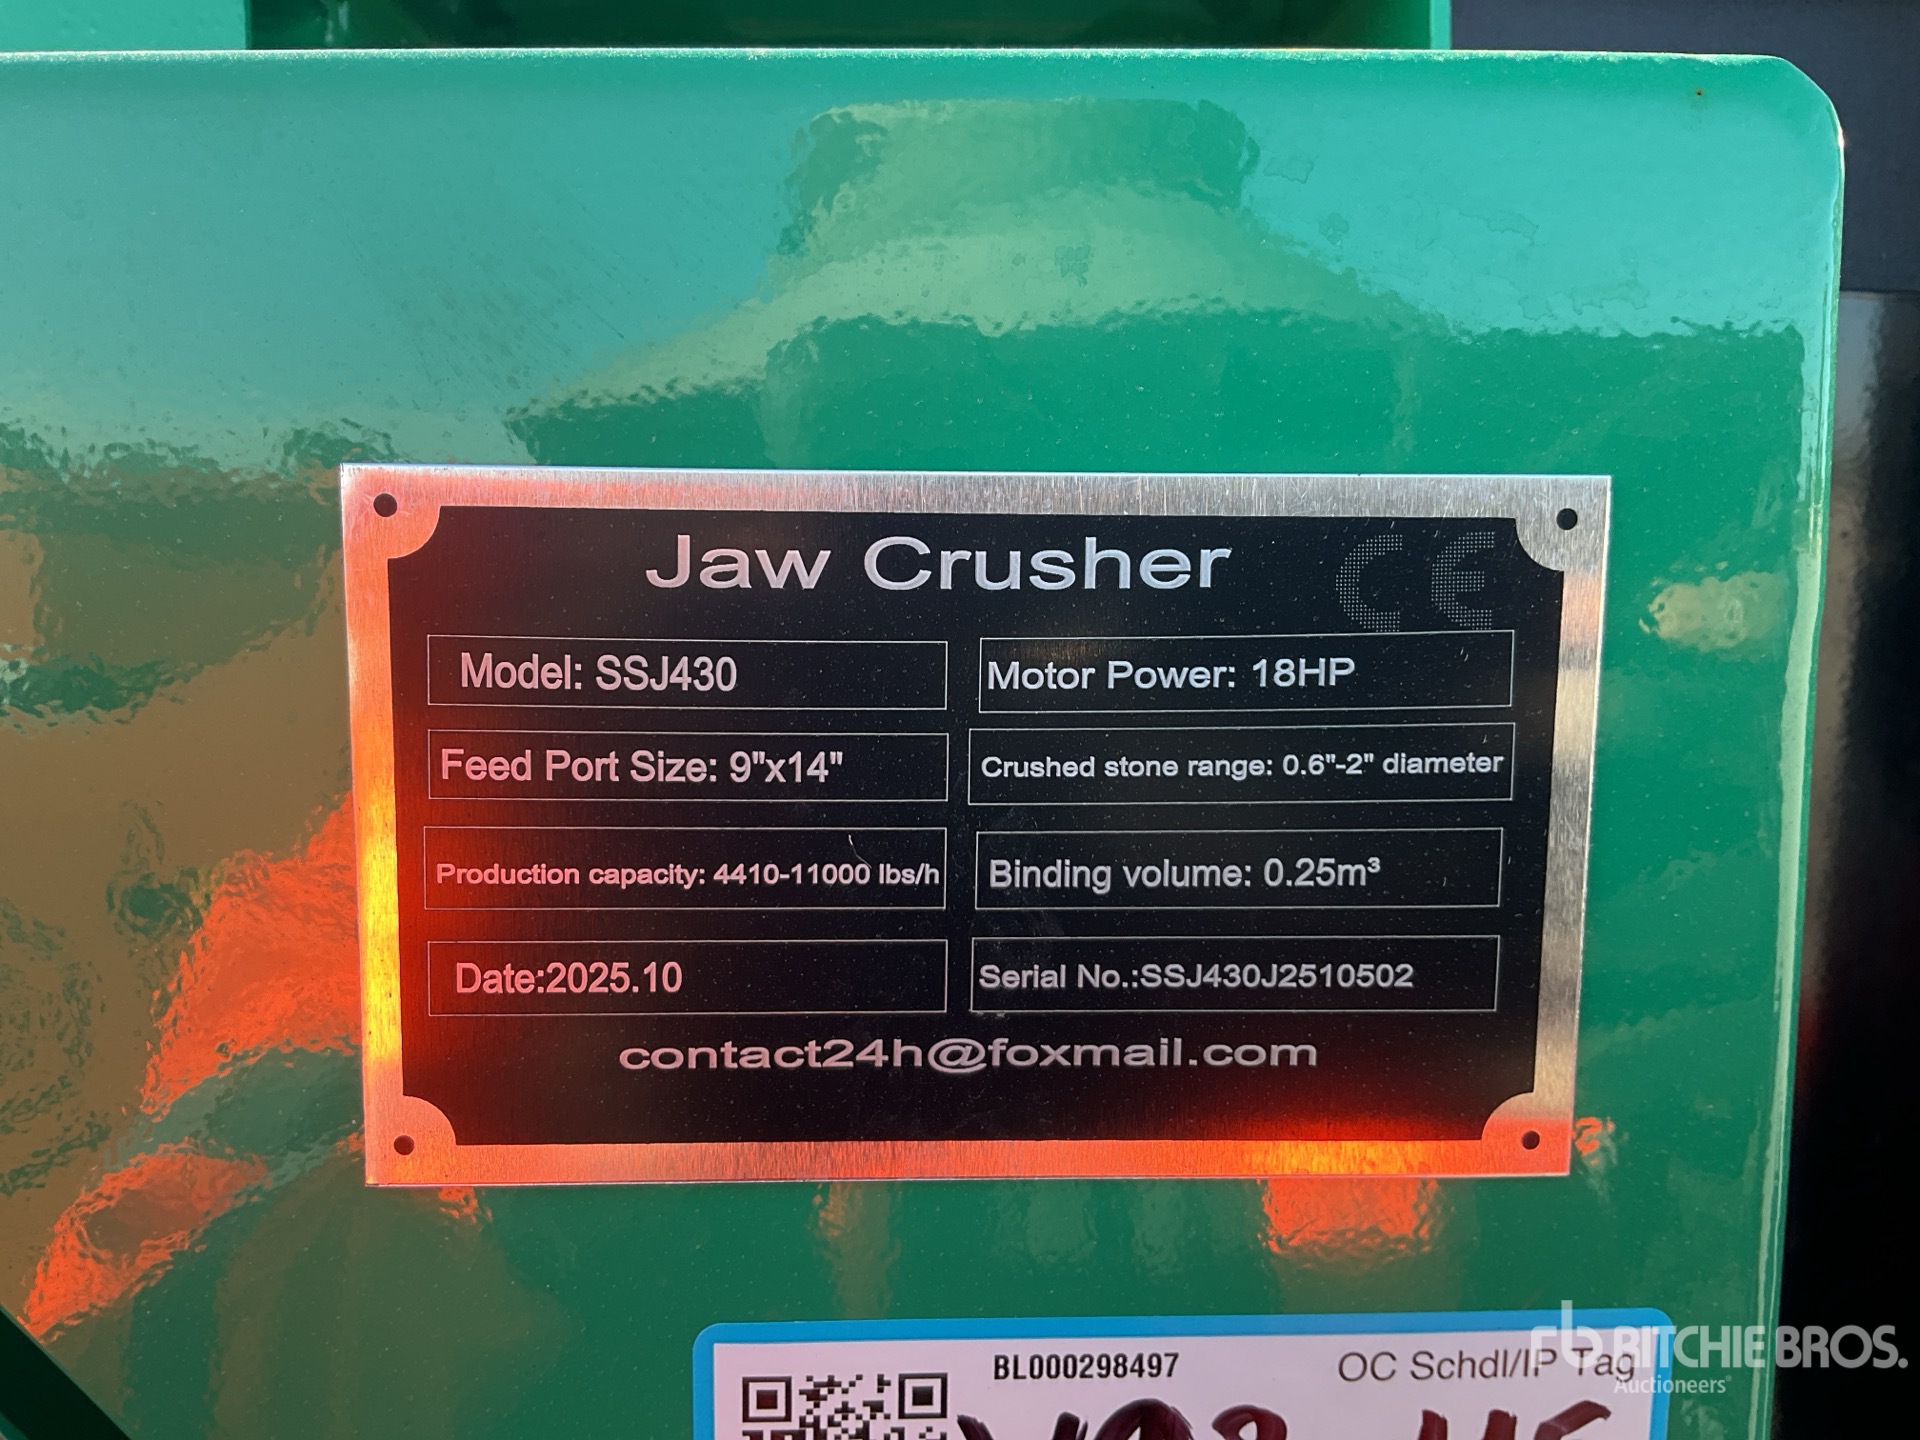 Jaw Crusher
CE
Model: SSJ430
Motor Power: 18HP
Feed Port Size: 9"x14"
Crushed stone range: 0.6"-2" diameter
Production capacity: 4410-11000 lbs/h
Binding volume: 0.25m³
Date:2025.10
Serial No.:SSJ430J2510502
contact24h@foxmail.com
BL000298497
OC Schdl/IP Tag
rb RITCHIE BROS.
Auctioneers